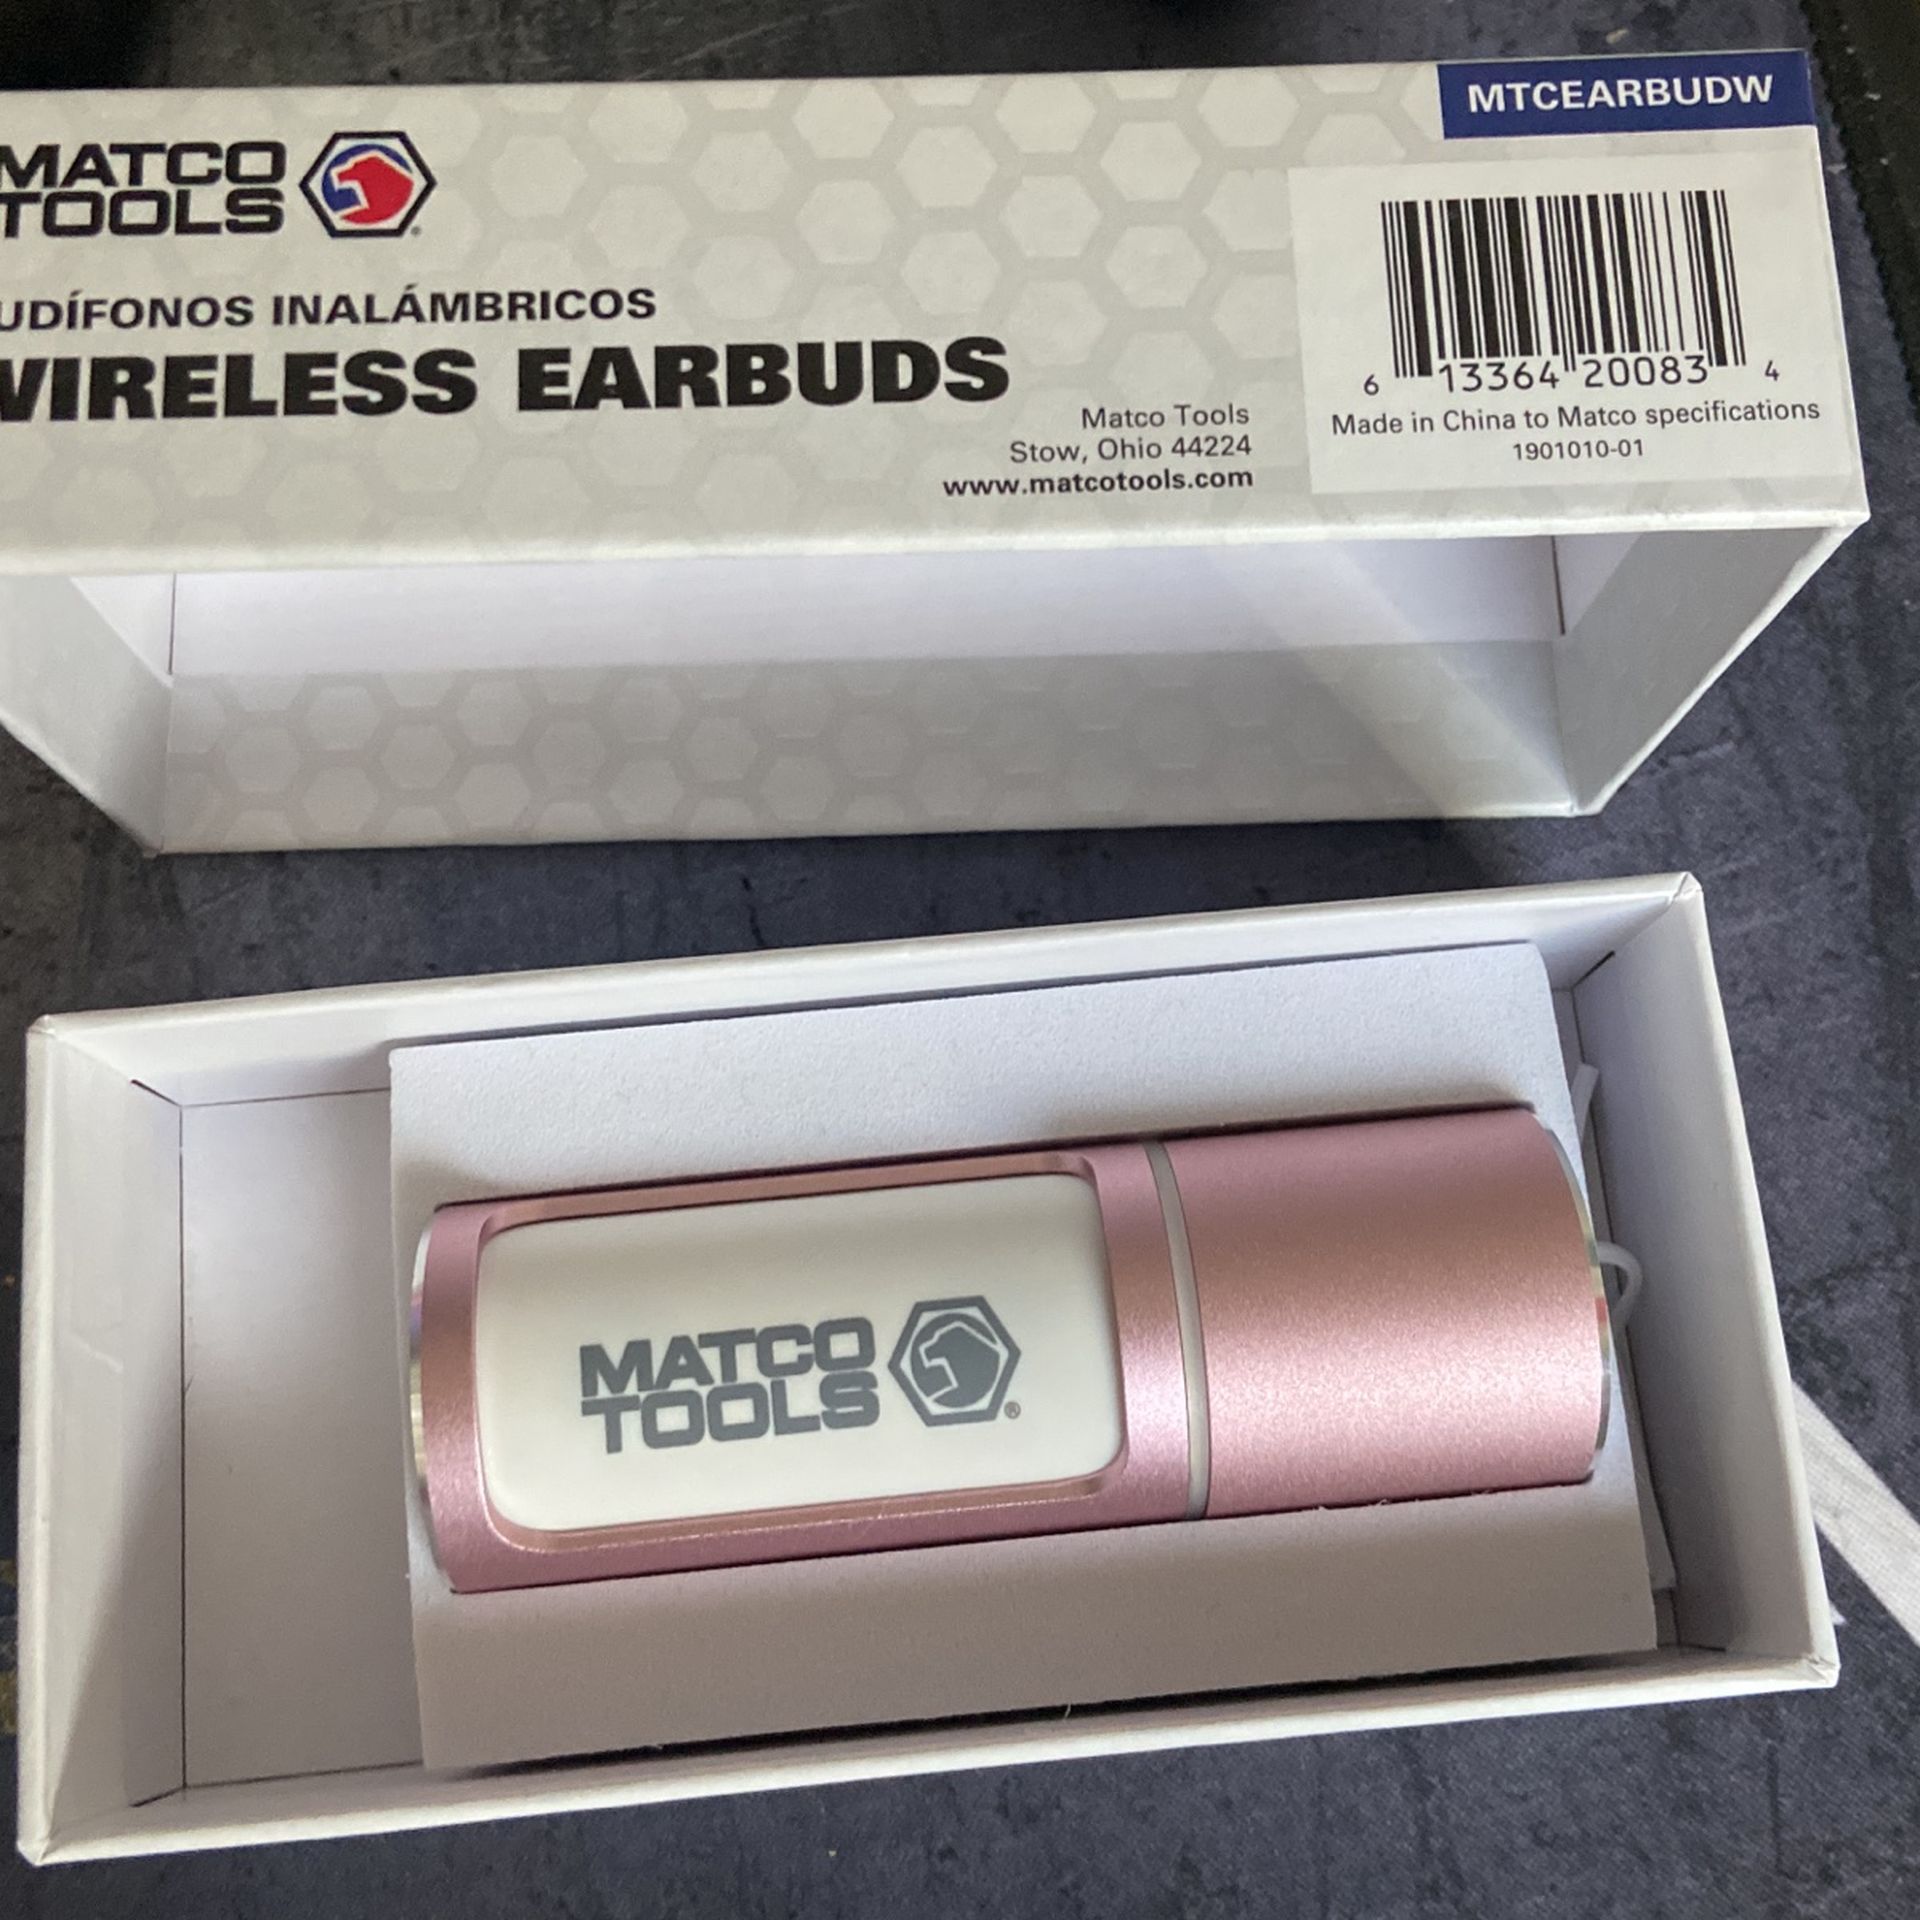 MTCEARBUDW
MATCO
TOOLS
UDÍFONOS INALÁMBRICOS
WIRELESS EARBUDS
Matco Tools
Stow, Ohio 44224
www.matcotools.com
6 13364 20083 4
Made in China to Matco specifications
1901010-01
MATCO
TOOLS ®